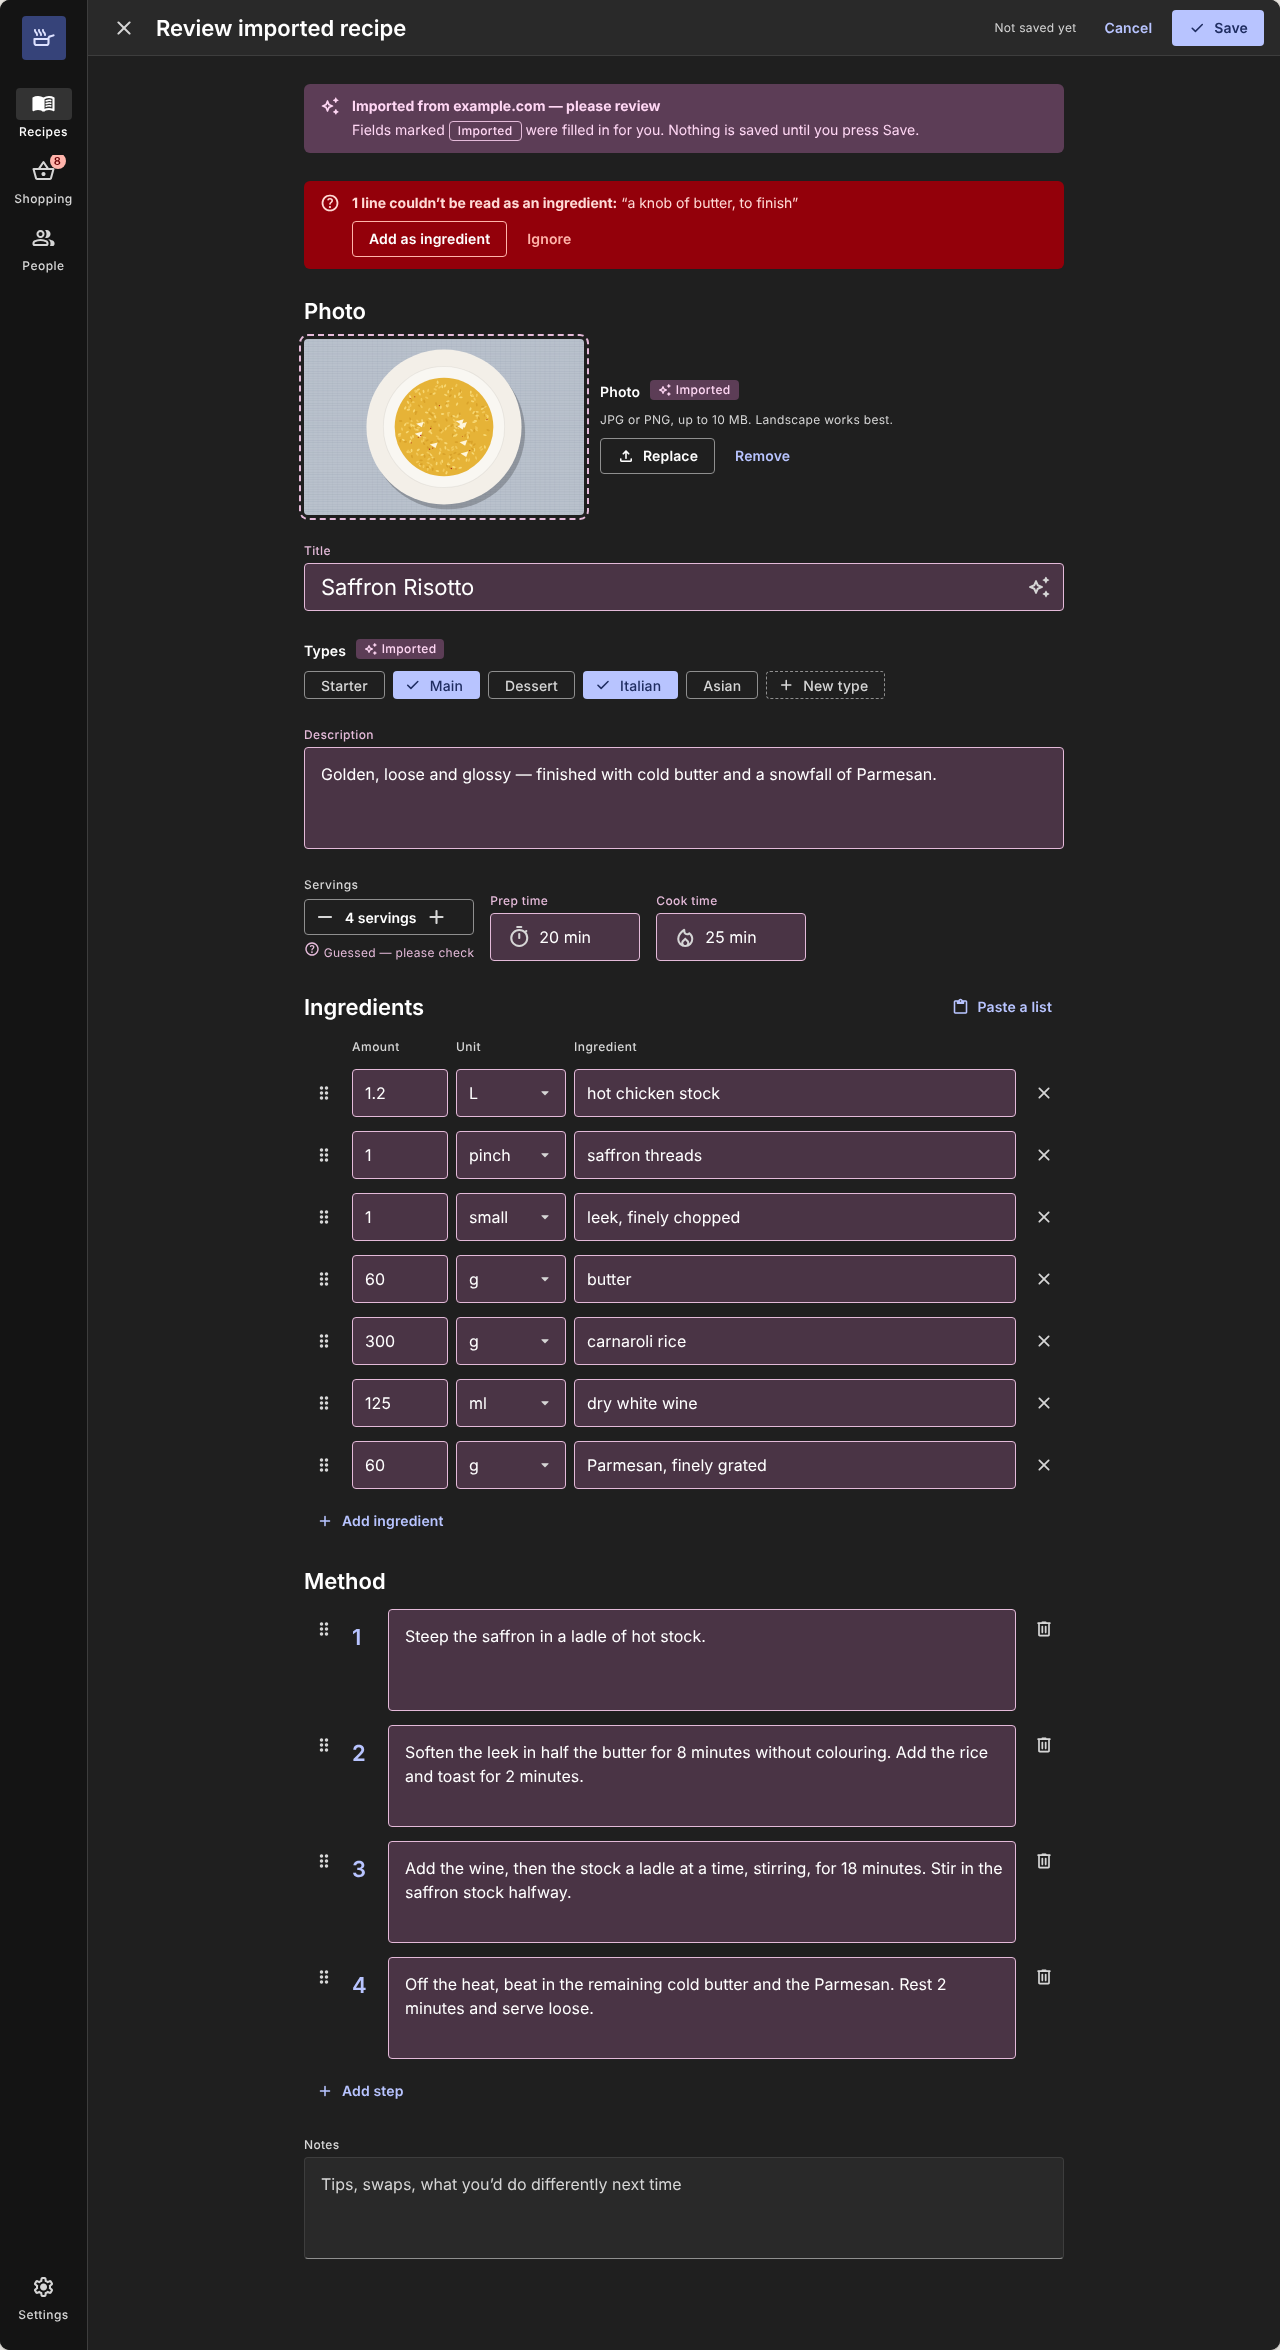 Review imported recipe
Not saved yet
Cancel
Save
Recipes
8
Shopping
People
Settings
Imported from example.com — please review
Fields marked Imported were filled in for you. Nothing is saved until you press Save.
1 line couldn’t be read as an ingredient: “a knob of butter, to finish”
Add as ingredient
Ignore
Photo
Photo
Imported
JPG or PNG, up to 10 MB. Landscape works best.
Replace
Remove
Title
Saffron Risotto
Types
Imported
Starter
Main
Dessert
Italian
Asian
New type
Description
Golden, loose and glossy — finished with cold butter and a snowfall of Parmesan.
Servings
4 servings
Guessed — please check
Prep time
20 min
Cook time
25 min
Ingredients
Paste a list
Amount Unit Ingredient
1.2 L hot chicken stock
1 pinch saffron threads
1 small leek, finely chopped
60 g butter
300 g carnaroli rice
125 ml dry white wine
60 g Parmesan, finely grated
Add ingredient
Method
1
Steep the saffron in a ladle of hot stock.
2
Soften the leek in half the butter for 8 minutes without colouring. Add the rice
and toast for 2 minutes.
3
Add the wine, then the stock a ladle at a time, stirring, for 18 minutes. Stir in the
saffron stock halfway.
4
Off the heat, beat in the remaining cold butter and the Parmesan. Rest 2
minutes and serve loose.
Add step
Notes
Tips, swaps, what you’d do differently next time